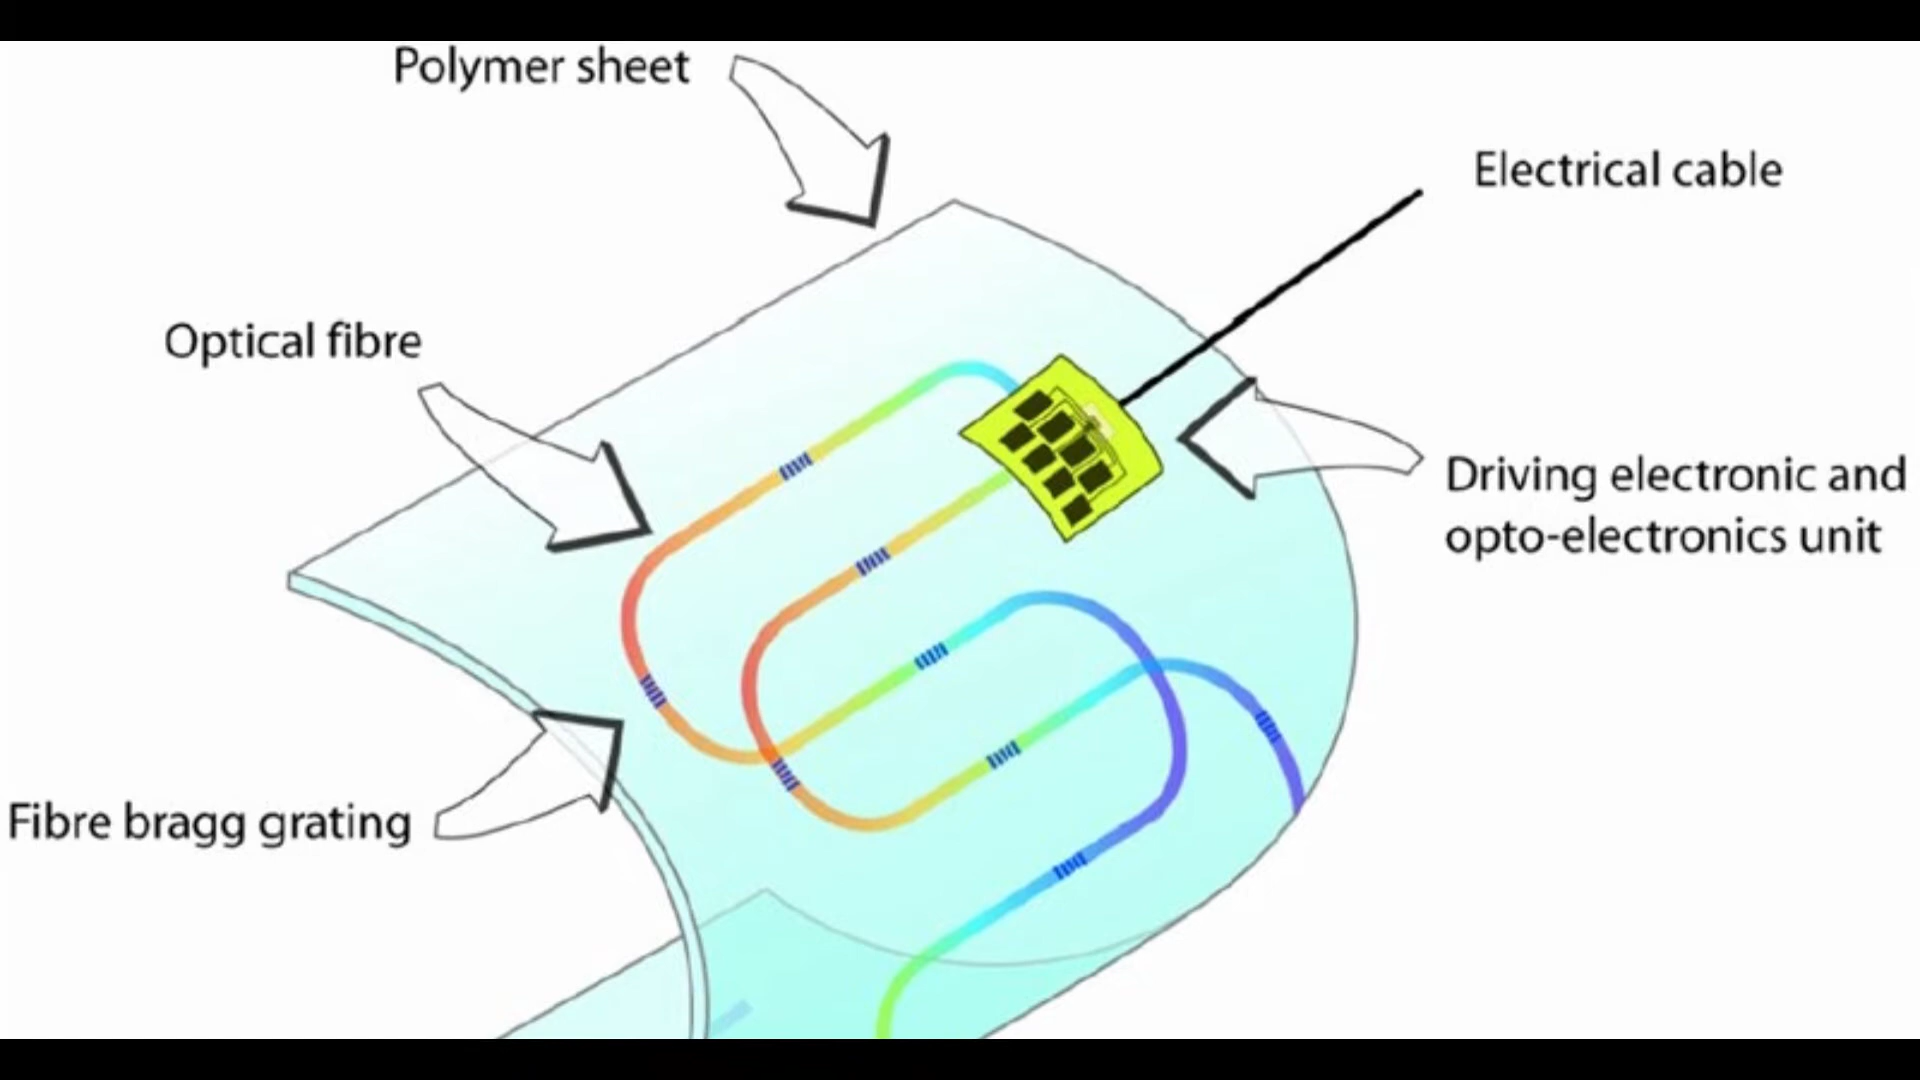 Polymer sheet
Electrical cable
Optical fibre
Driving electronic and
opto-electronics unit
Fibre bragg grating